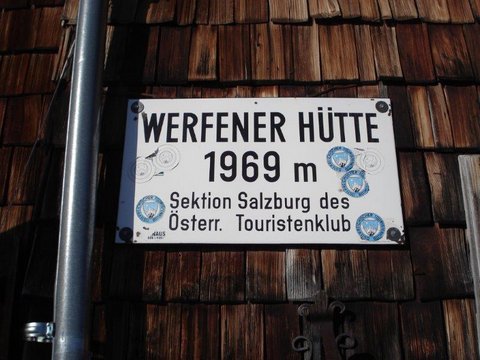 WERFENER HÜTTE
1969 m
Sektion Salzburg des
Österr. Touristenklub